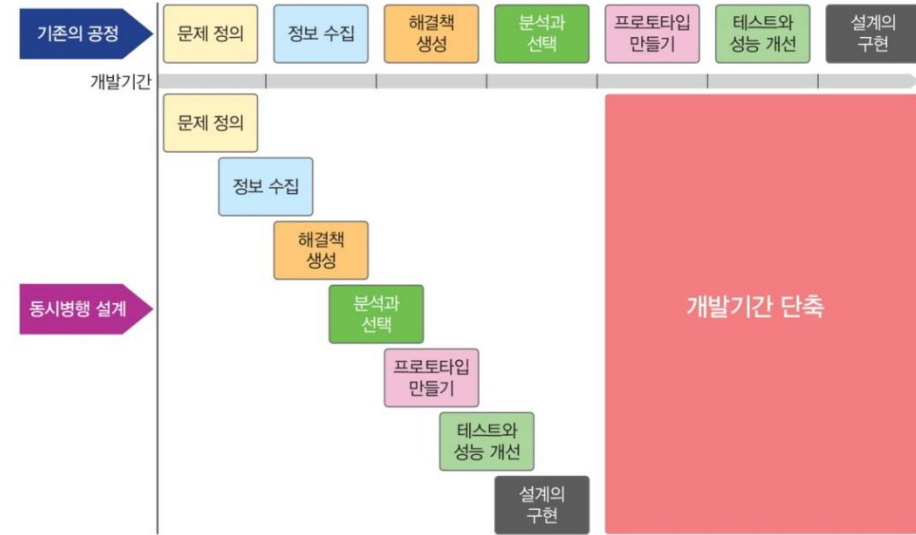 기존의 공정
문제 정의
정보 수집
해결책
생성
분석과
선택
프로토타입
만들기
테스트와
성능 개선
설계의
구현
개발기간
문제 정의
정보 수집
해결책
생성
동시병행 설계
분석과
선택
개발기간 단축
프로토타입
만들기
테스트와
성능 개선
설계의
구현